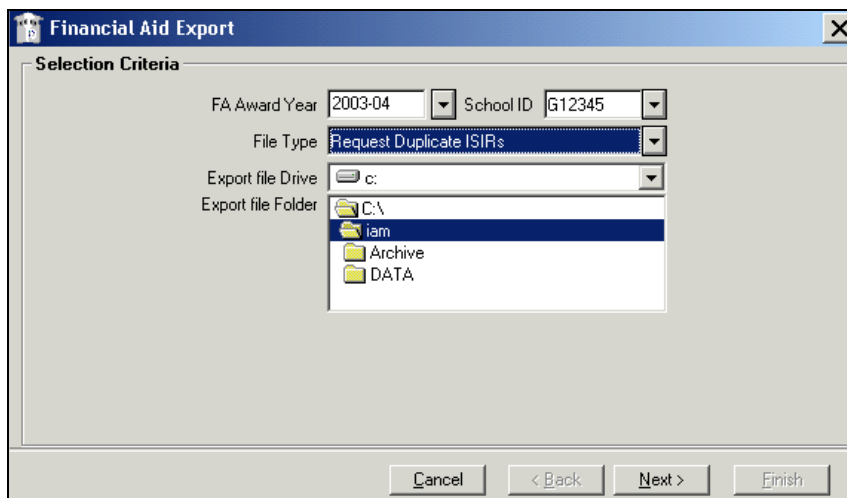 Financial Aid Export
Selection Criteria
FA Award Year 2003-04 School ID G12345
File Type Request Duplicate ISIRs
Export file Drive c:
Export file Folder C:\
iam
Archive
DATA
Cancel < Back Next > Finish